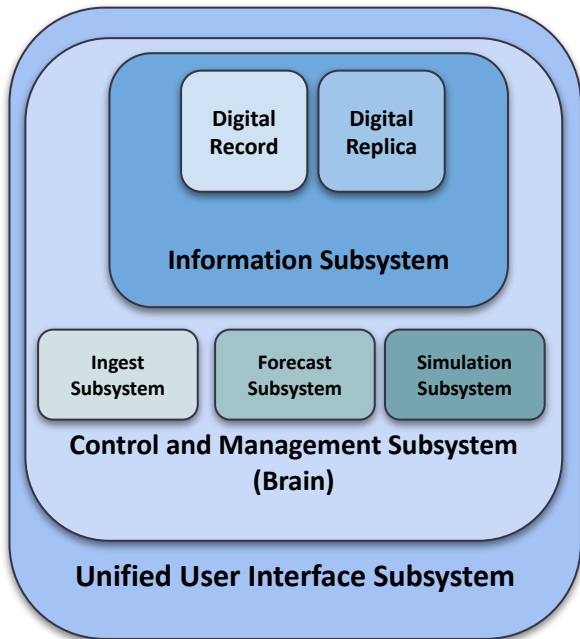 Digital
Record
Digital
Replica
Information Subsystem
Ingest
Subsystem
Forecast
Subsystem
Simulation
Subsystem
Control and Management Subsystem
(Brain)
Unified User Interface Subsystem